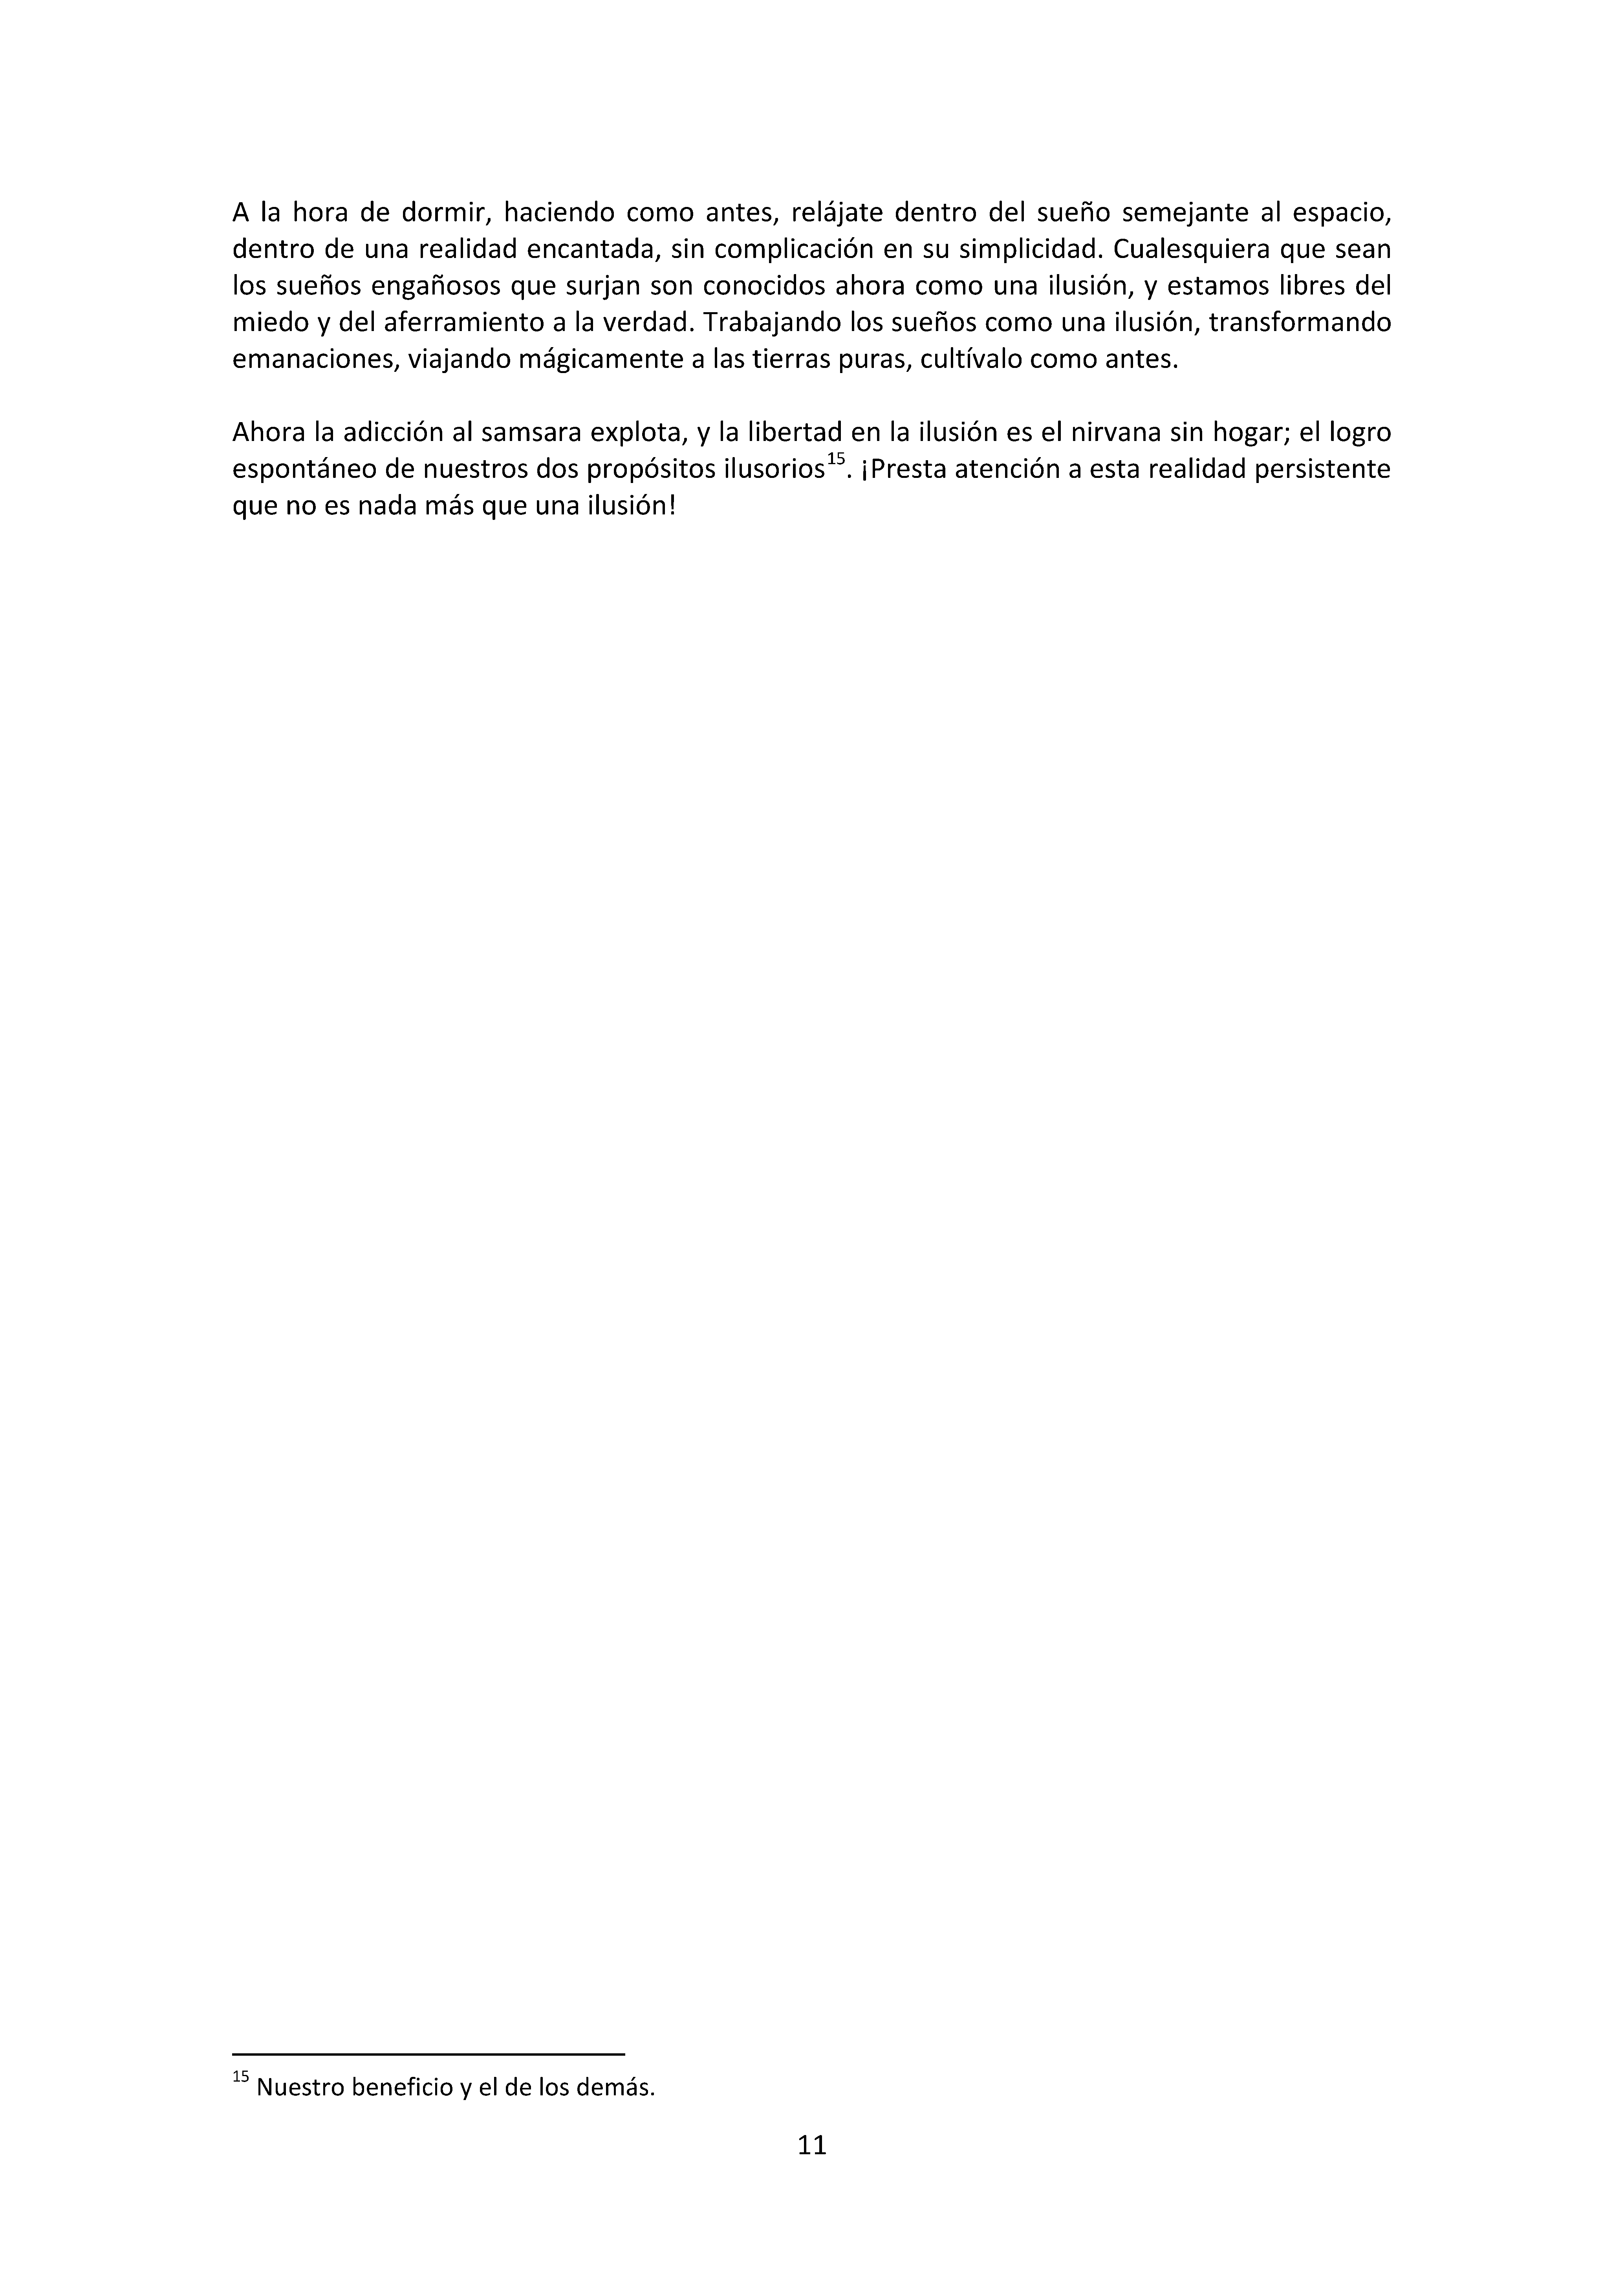 A la hora de dormir, haciendo como antes, relájate dentro del sueño semejante al espacio,
dentro de una realidad encantada, sin complicación en su simplicidad. Cualesquiera que sean
los sueños engañosos que surjan son conocidos ahora como una ilusión, y estamos libres del
miedo y del aferramiento a la verdad. Trabajando los sueños como una ilusión, transformando
emanaciones, viajando mágicamente a las tierras puras, cultívalo como antes.
Ahora la adicción al samsara explota, y la libertad en la ilusión es el nirvana sin hogar; el logro
espontáneo de nuestros dos propósitos ilusorios15. ¡Presta atención a esta realidad persistente
que no es nada más que una ilusión!
15 Nuestro beneficio y el de los demás.
11